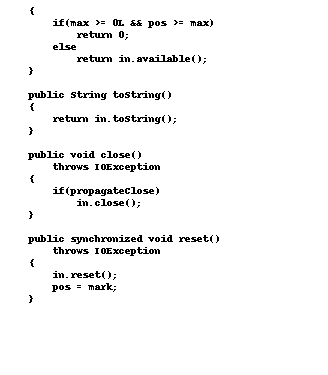 {
    if(max >= 0L && pos >= max)
        return 0;
    else
        return in.available();
}

public String toString()
{
    return in.toString();
}

public void close()
    throws IOException
{
    if(propagateClose)
        in.close();
}

public synchronized void reset()
    throws IOException
{
    in.reset();
    pos = mark;
}